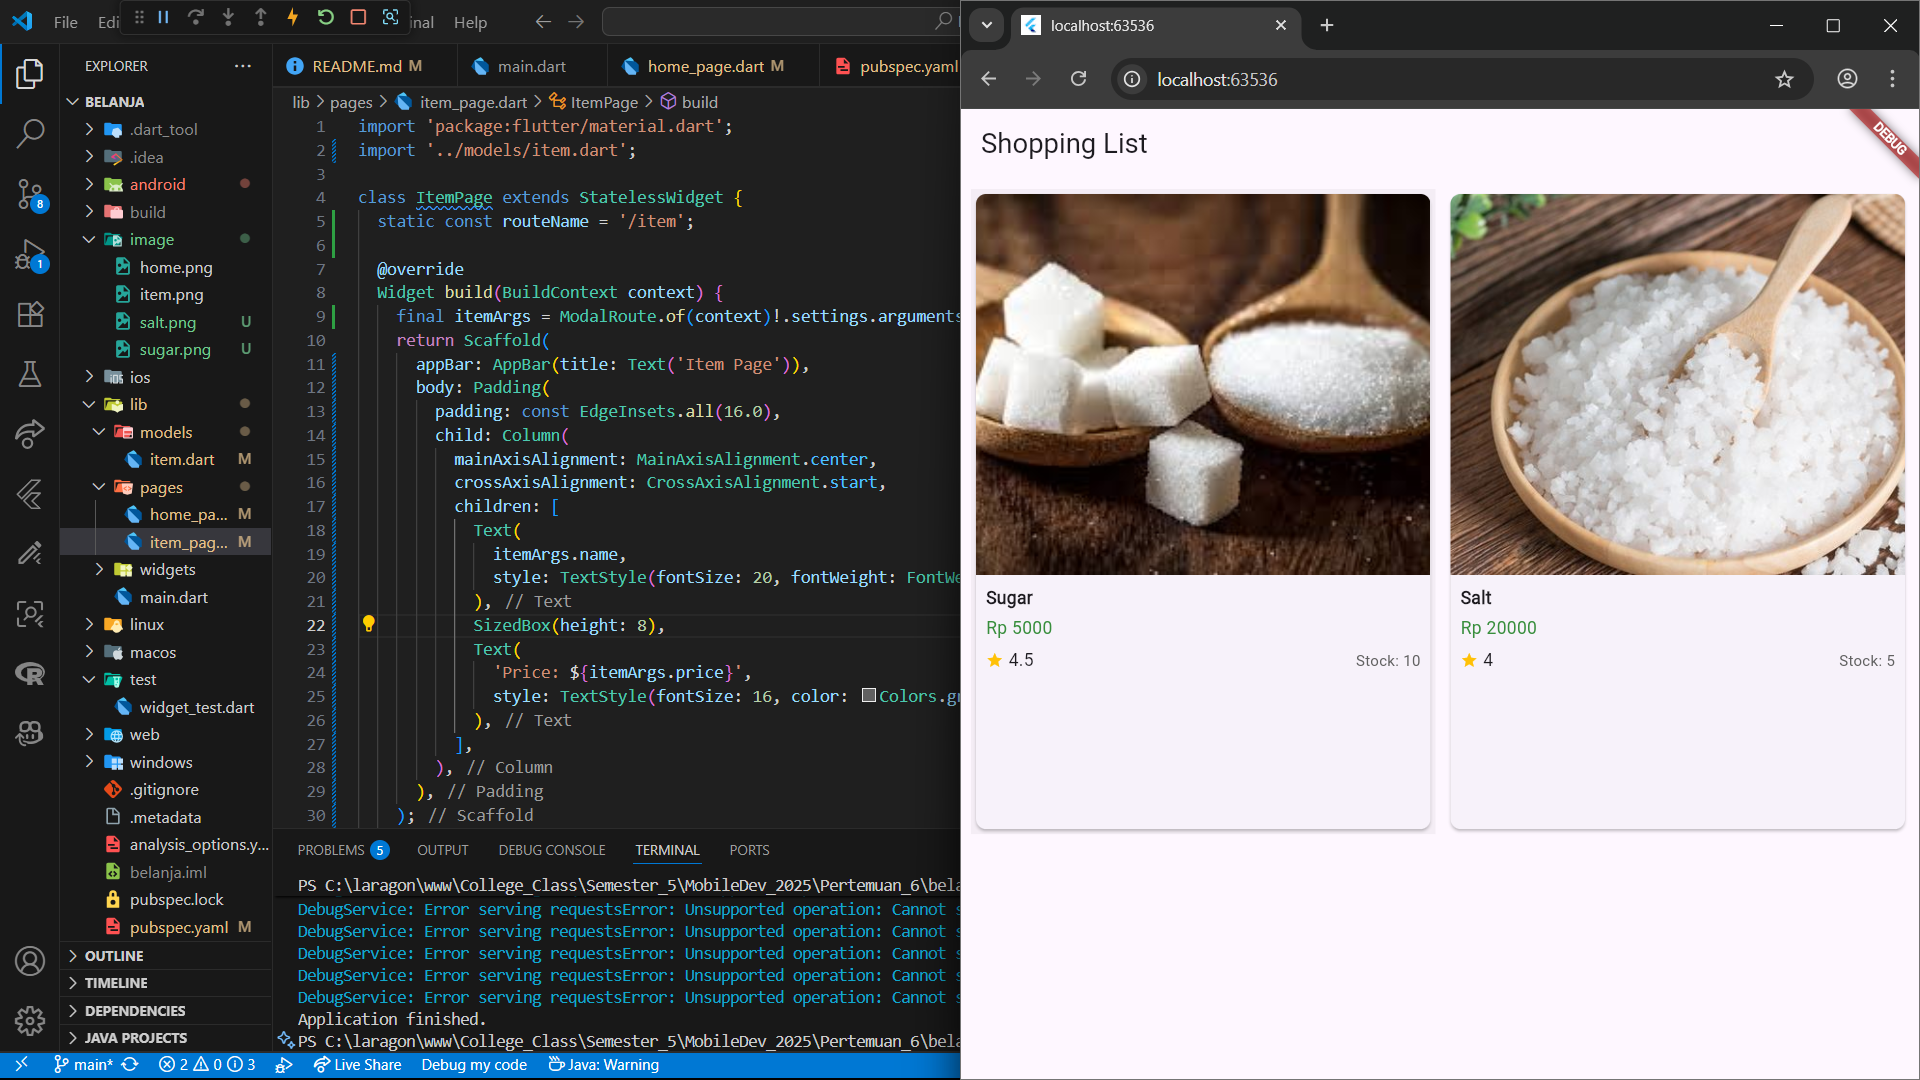 File
Edi
nal
Help
EXPLORER
BELANJA
.dart_tool
.idea
android
build
image
home.png
item.png
salt.png U
sugar.png U
ios
lib
models
item.dart M
pages
home_pa... M
item_pag... M
widgets
main.dart
linux
macos
test
widget_test.dart
web
windows
.gitignore
.metadata
analysis_options.y...
belanja.iml
pubspec.lock
pubspec.yaml M
OUTLINE
TIMELINE
DEPENDENCIES
JAVA PROJECTS
8
1
README.md M
main.dart
home_page.dart M
pubspec.yaml
lib > pages > item_page.dart > ItemPage > build
1 import 'package:flutter/material.dart';
2 import '../models/item.dart';
3
4 class ItemPage extends StatelessWidget {
5 static const routeName = '/item';
6
7 @override
8 Widget build(BuildContext context) {
9 final itemArgs = ModalRoute.of(context)!.settings.arguments
10 return Scaffold(
11 appBar: AppBar(title: Text('Item Page')),
12 body: Padding(
13 padding: const EdgeInsets.all(16.0),
14 child: Column(
15 mainAxisAlignment: MainAxisAlignment.center,
16 crossAxisAlignment: CrossAxisAlignment.start,
17 children: [
18 Text(
19 itemArgs.name,
20 style: TextStyle(fontSize: 20, fontWeight: FontWe
21 ), // Text
22 SizedBox(height: 8),
23 Text(
24 'Price: ${itemArgs.price}',
25 style: TextStyle(fontSize: 16, color: Colors.gr
26 ), // Text
27 ],
28 ), // Column
29 ), // Padding
30 ); // Scaffold
PROBLEMS 5 OUTPUT DEBUG CONSOLE TERMINAL PORTS
PS C:\laragon\www\College_Class\Semester_5\MobileDev_2025\Pertemuan_6\bela
DebugService: Error serving requestsError: Unsupported operation: Cannot s
DebugService: Error serving requestsError: Unsupported operation: Cannot s
DebugService: Error serving requestsError: Unsupported operation: Cannot s
DebugService: Error serving requestsError: Unsupported operation: Cannot s
DebugService: Error serving requestsError: Unsupported operation: Cannot s
Application finished.
PS C:\laragon\www\College_Class\Semester_5\MobileDev_2025\Pertemuan_6\bela
main* 2 0 3 Live Share Debug my code Java: Warning
localhost:63536
localhost:63536
Shopping List
DEBUG
Sugar
Rp 5000
4.5 Stock: 10
Salt
Rp 20000
4 Stock: 5